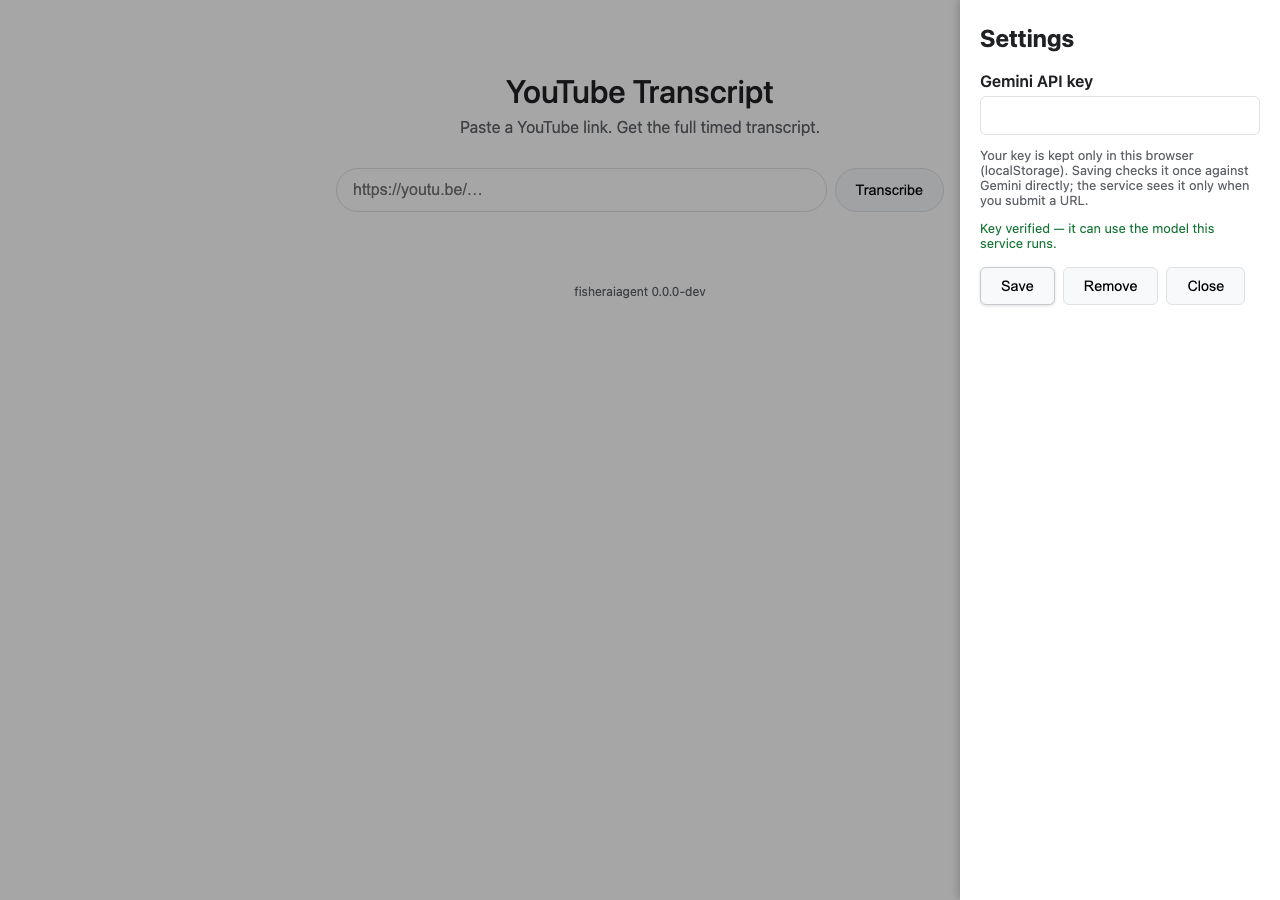 YouTube Transcript
Paste a YouTube link. Get the full timed transcript.
https://youtu.be/…
Transcribe
fisheraiagent 0.0.0-dev
Settings
Gemini API key
Your key is kept only in this browser
(localStorage). Saving checks it once against
Gemini directly; the service sees it only when
you submit a URL.
Key verified — it can use the model this
service runs.
Save
Remove
Close